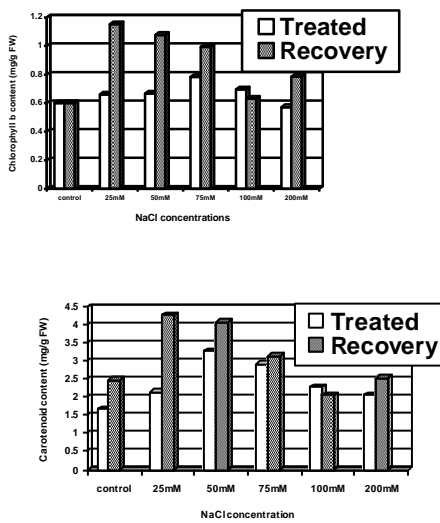 Chlorophyll b content (mg/g FW)
1.2
1
0.8
0.6
0.4
0.2
0
Treated
Recovery
control 25mM 50mM 75mM 100mM 200mM
NaCl concentrations
Carotenoid content (mg/g FW)
4.5
4
3.5
3
2.5
2
1.5
1
0.5
0
Treated
Recovery
control 25mM 50mM 75mM 100mM 200mM
NaCl concentration